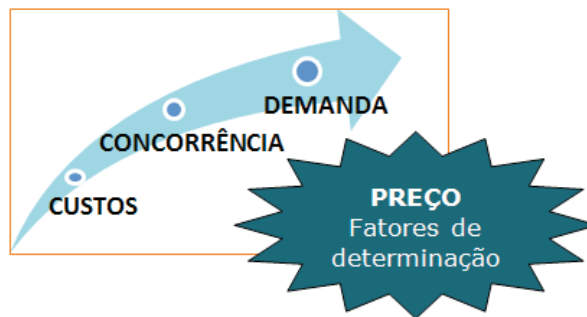 DEMANDA
CONCORRÊNCIA
CUSTOS
PREÇO
Fatores de
determinação